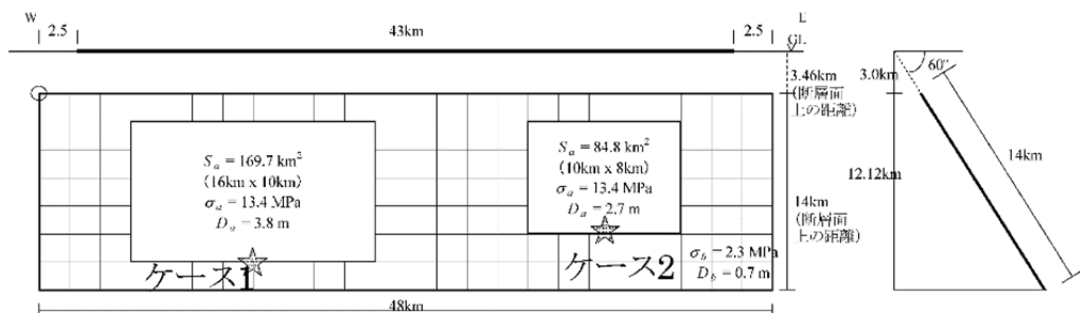 W
E
2.5
43km
2.5
GL
3.46km
(断層面
上の距離)
3.0km
60°
S_a = 169.7 km²
(16km x 10km)
σ_a = 13.4 MPa
D_a = 3.8 m
S_a = 84.8 km²
(10km x 8km)
σ_a = 13.4 MPa
D_a = 2.7 m
14km
(断層面
上の距離)
12.12km
14km
ケース1
ケース2
σ_b = 2.3 MPa
D_b = 0.7 m
48km